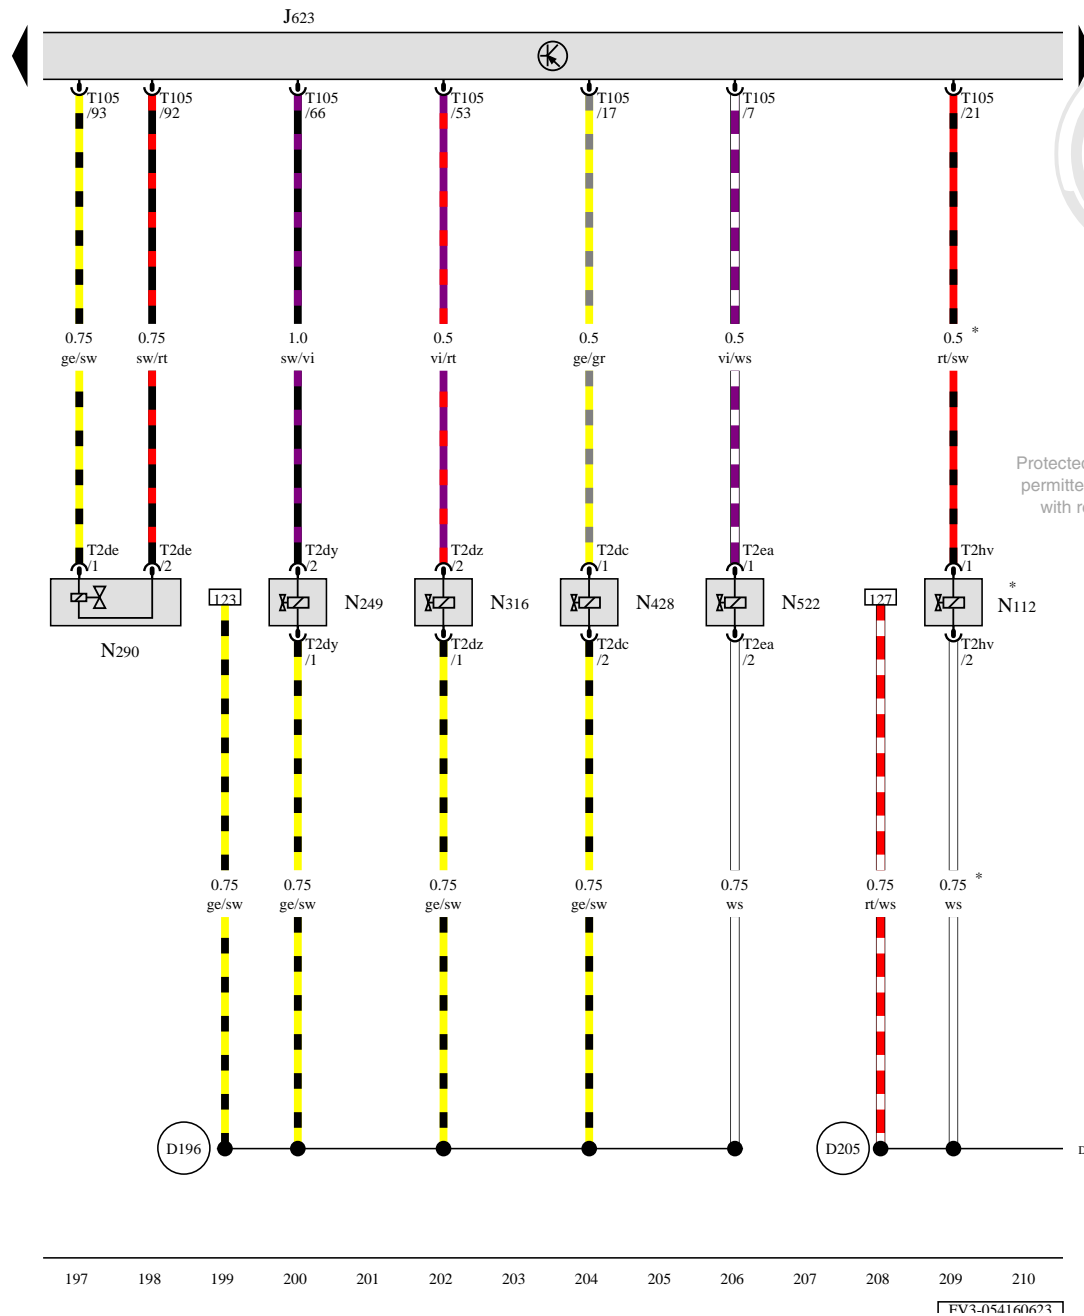 J623
T105 T105 T105 T105 T105 T105 T105
/93 /92 /66 /53 /17 /7 /21
0.75 0.75 1.0 0.5 0.5 0.5 0.5 *
ge/sw sw/rt sw/vi vi/rt ge/gr vi/ws rt/sw
Protected
permitte
with re
T2de T2de T2dy T2dz T2dc T2ea T2hv
/1 /2 /2 /2 /1 /1 /1
*
123 N249 N316 N428 N522 127 N112
N290
T2dy T2dz T2dc T2ea T2hv
/1 /1 /2 /2 /2
0.75 0.75 0.75 0.75 0.75 0.75 0.75 *
ge/sw ge/sw ge/sw ge/sw ws rt/ws ws
D196 D205 D
197 198 199 200 201 202 203 204 205 206 207 208 209 210
EV3-054160623